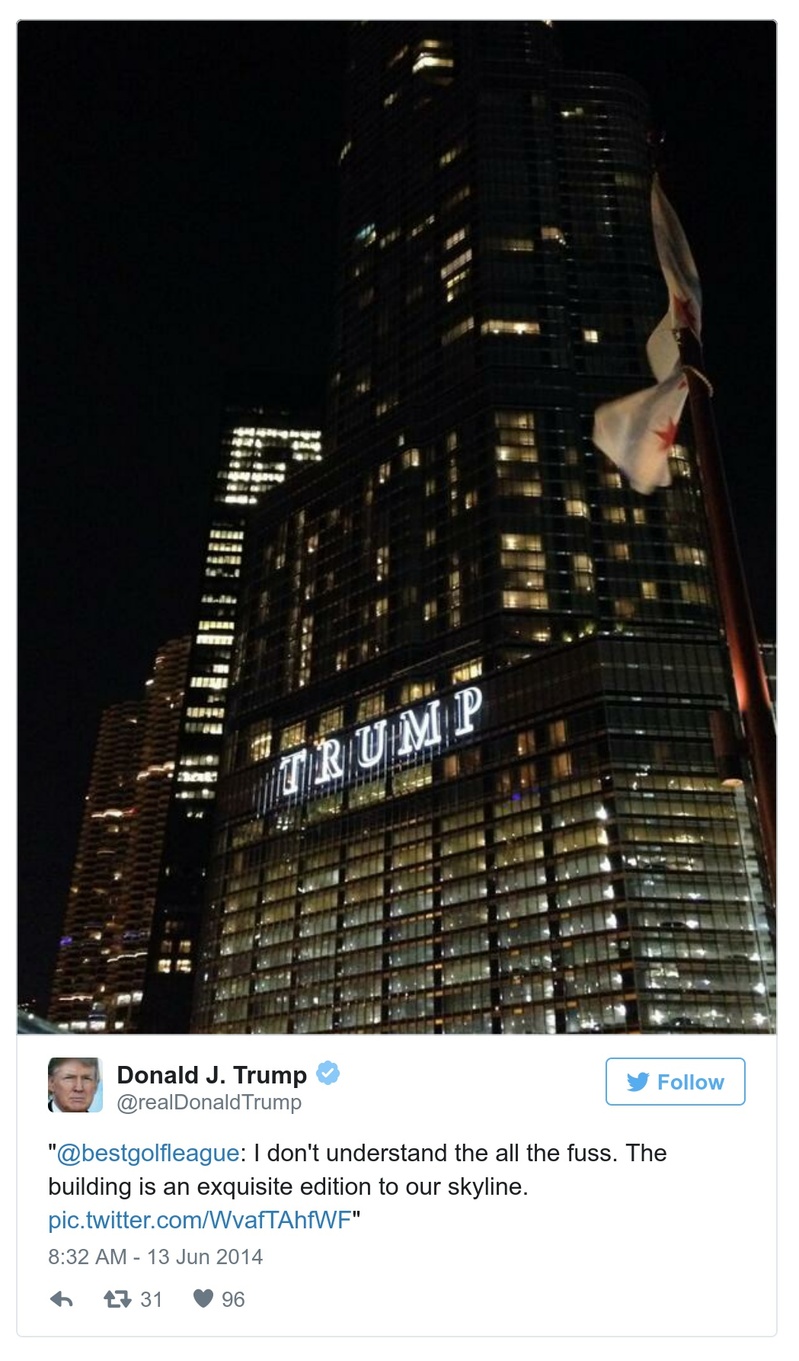 TRUMP
Donald J. Trump
@realDonaldTrump
Follow
"@bestgolfleague: I don't understand the all the fuss. The
building is an exquisite edition to our skyline.
pic.twitter.com/WvafTAhfWF"
8:32 AM - 13 Jun 2014
31 96